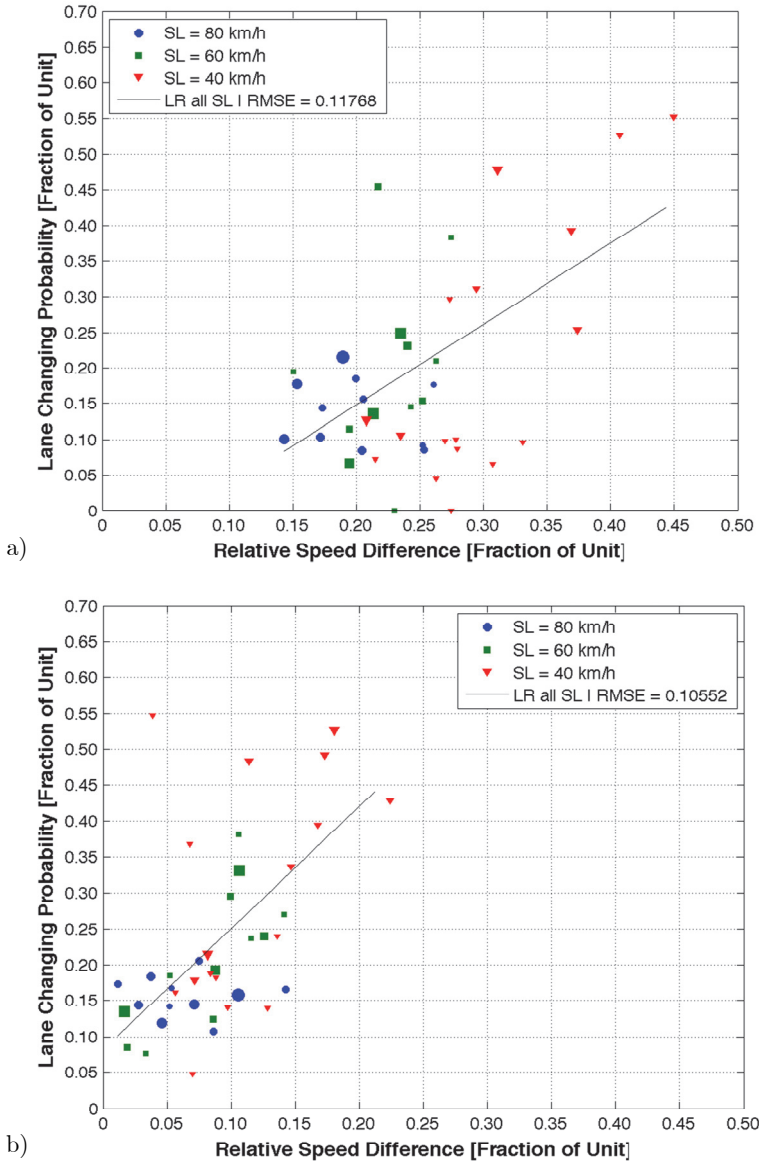 0.70
0.65
0.60
0.55
0.50
0.45
0.40
0.35
0.30
0.25
0.20
0.15
0.10
0.05
0
Lane Changing Probability [Fraction of Unit]
SL = 80 km/h
SL = 60 km/h
SL = 40 km/h
LR all SL | RMSE = 0.11768
0 0.05 0.10 0.15 0.20 0.25 0.30 0.35 0.40 0.45 0.50
Relative Speed Difference [Fraction of Unit]
a)
0.70
0.65
0.60
0.55
0.50
0.45
0.40
0.35
0.30
0.25
0.20
0.15
0.10
0.05
0
Lane Changing Probability [Fraction of Unit]
SL = 80 km/h
SL = 60 km/h
SL = 40 km/h
LR all SL | RMSE = 0.10552
0 0.05 0.10 0.15 0.20 0.25 0.30 0.35 0.40 0.45 0.50
Relative Speed Difference [Fraction of Unit]
b)